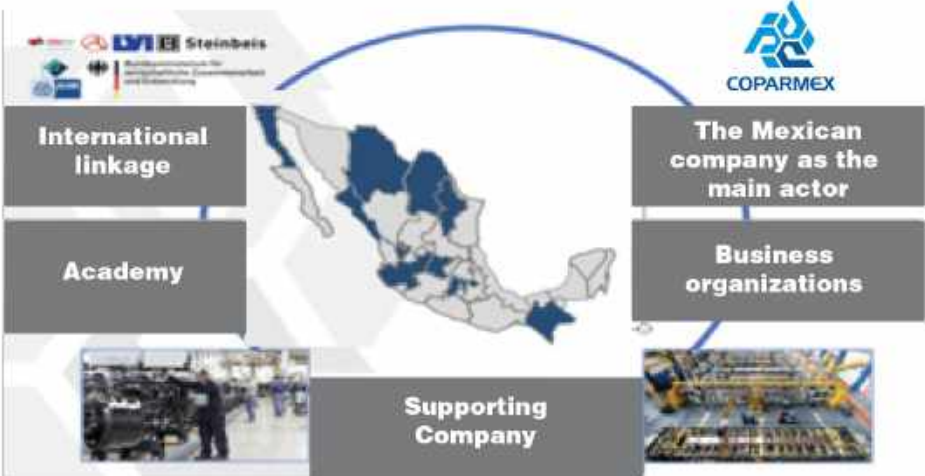 Steinbeis
COPARMEX
International
linkage
The Mexican
company as the
main actor
Academy
Business
organizations
Supporting
Company